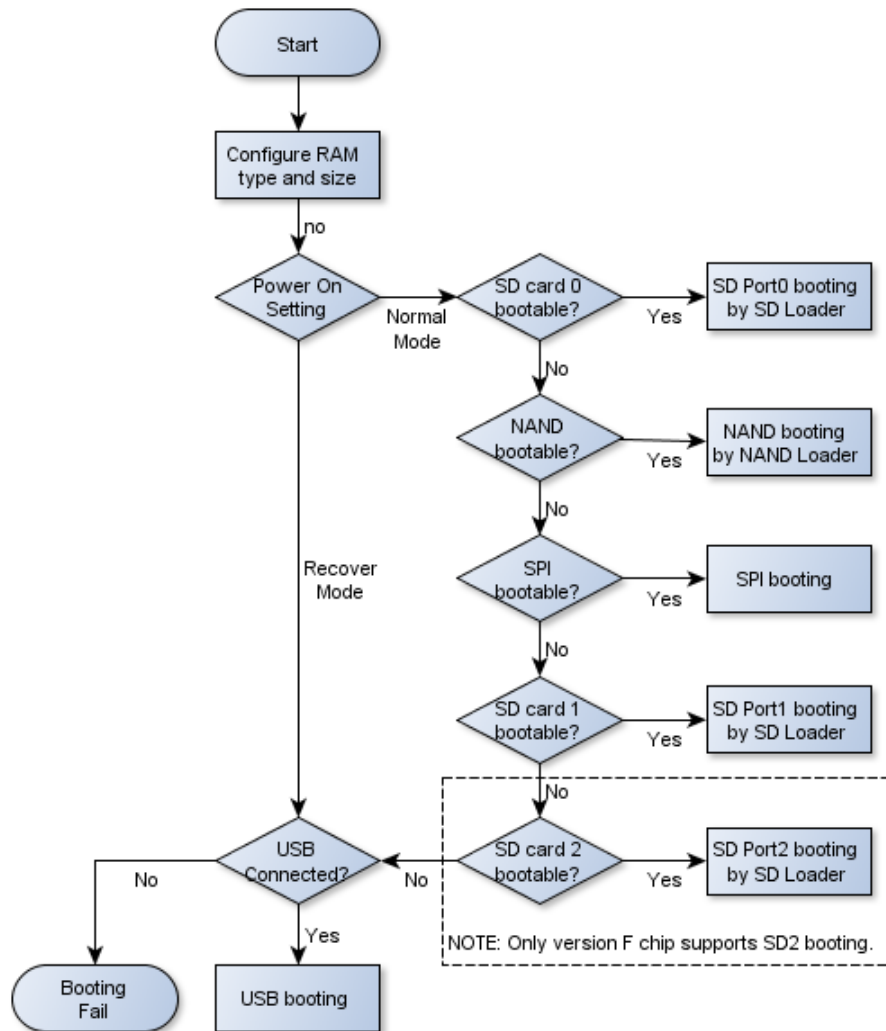 Start
Configure RAM
type and size
no
Power On
Setting
Normal
Mode
SD card 0
bootable?
Yes
SD Port0 booting
by SD Loader
No
NAND
bootable?
Yes
NAND booting
by NAND Loader
No
SPI
bootable?
Yes
SPI booting
Recover
Mode
No
SD card 1
bootable?
Yes
SD Port1 booting
by SD Loader
No
SD card 2
bootable?
Yes
SD Port2 booting
by SD Loader
No
USB
Connected?
No
Yes
NOTE: Only version F chip supports SD2 booting.
Booting
Fail
USB booting